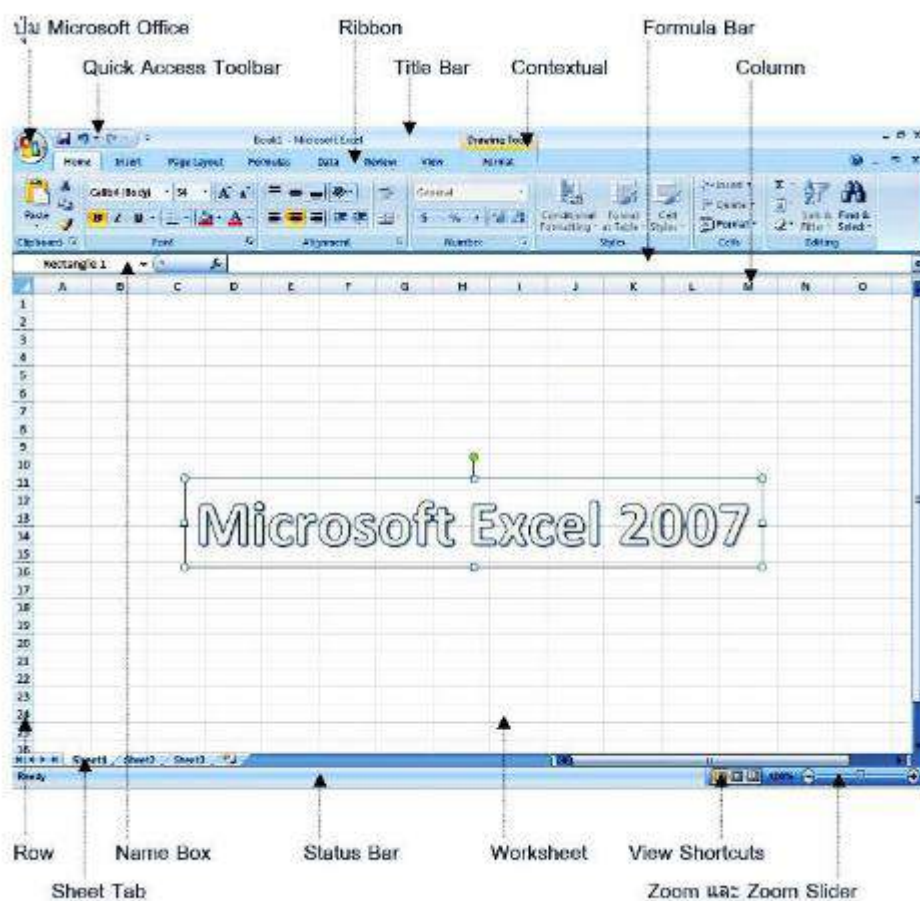 ปุ่ม Microsoft Office Ribbon Formula Bar
Quick Access Toolbar Title Bar Contextual Column
Book1 - Microsoft Excel Drawing Tools
Home Insert Page Layout Formulas Data Review View Format
Calibri (Body) 54 General Insert
Paste B I U A $ % , Conditional Format Cell Delete Sort & Find &
Formatting as Table Styles Format Filter Select
Clipboard Font Alignment Number Styles Cells Editing
Rectangle 1 fx
A B C D E F G H I J K L M N O
1
2
3
4
5
6
7
8
9
10
11
12
13
14
15
16
17
18
19
20
21
22
23
24
Microsoft Excel 2007
Sheet1 Sheet2 Sheet3
Ready 100%
Row Name Box Status Bar Worksheet View Shortcuts
Sheet Tab Zoom และ Zoom Slider